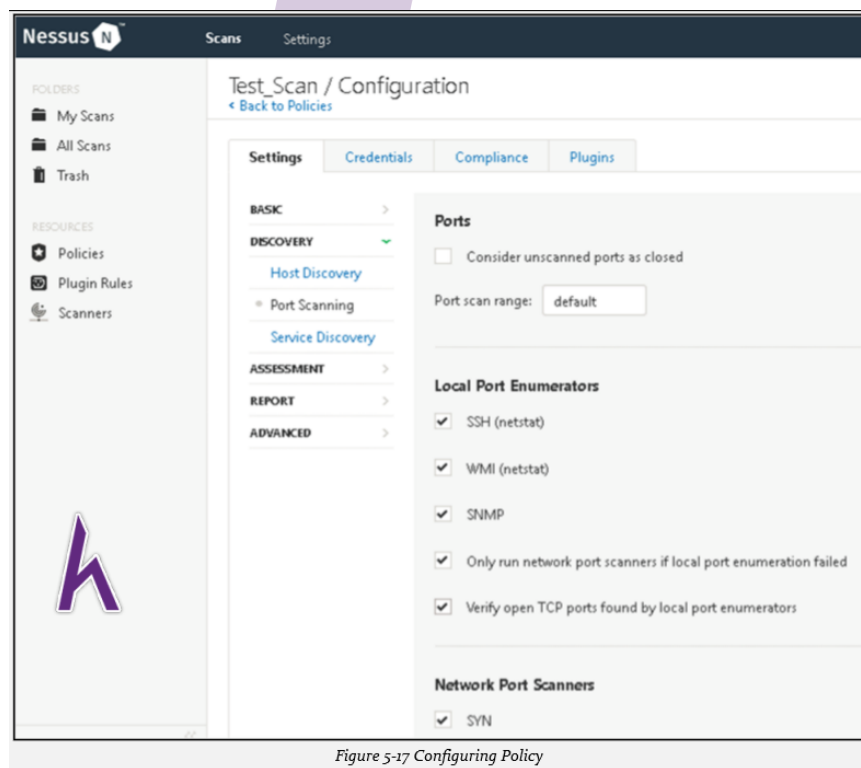 Nessus N
Scans Settings
FOLDERS
My Scans
All Scans
Trash
RESOURCES
Policies
Plugin Rules
Scanners
Test_Scan / Configuration
< Back to Policies
Settings Credentials Compliance Plugins
BASIC
DISCOVERY
Host Discovery
Port Scanning
Service Discovery
ASSESSMENT
REPORT
ADVANCED
Ports
Consider unscanned ports as closed
Port scan range: default
Local Port Enumerators
SSH (netstat)
WMI (netstat)
SNMP
Only run network port scanners if local port enumeration failed
Verify open TCP ports found by local port enumerators
Network Port Scanners
SYN
Figure 5-17 Configuring Policy